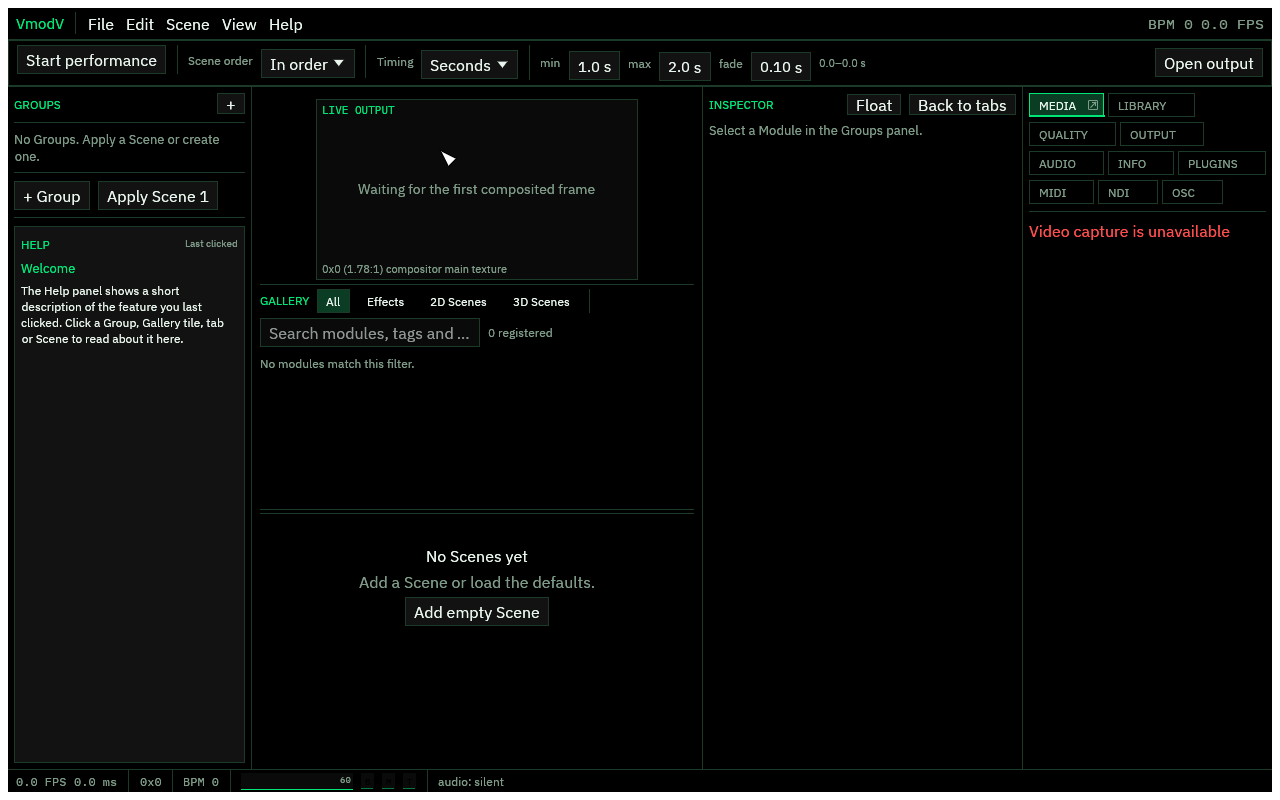 VmodV File Edit Scene View Help BPM 0 0.0 FPS
Start performance Scene order In order Timing Seconds min 1.0 s max 2.0 s fade 0.10 s 0.0–0.0 s Open output
GROUPS +
No Groups. Apply a Scene or create
one.
+ Group Apply Scene 1
HELP Last clicked
Welcome
The Help panel shows a short
description of the feature you last
clicked. Click a Group, Gallery tile, tab
or Scene to read about it here.
LIVE OUTPUT
Waiting for the first composited frame
0x0 (1.78:1) compositor main texture
GALLERY All Effects 2D Scenes 3D Scenes
Search modules, tags and ... 0 registered
No modules match this filter.
No Scenes yet
Add a Scene or load the defaults.
Add empty Scene
INSPECTOR Float Back to tabs
Select a Module in the Groups panel.
MEDIA LIBRARY
QUALITY OUTPUT
AUDIO INFO PLUGINS
MIDI NDI OSC
Video capture is unavailable
0.0 FPS 0.0 ms 0x0 BPM 0 60 audio: silent